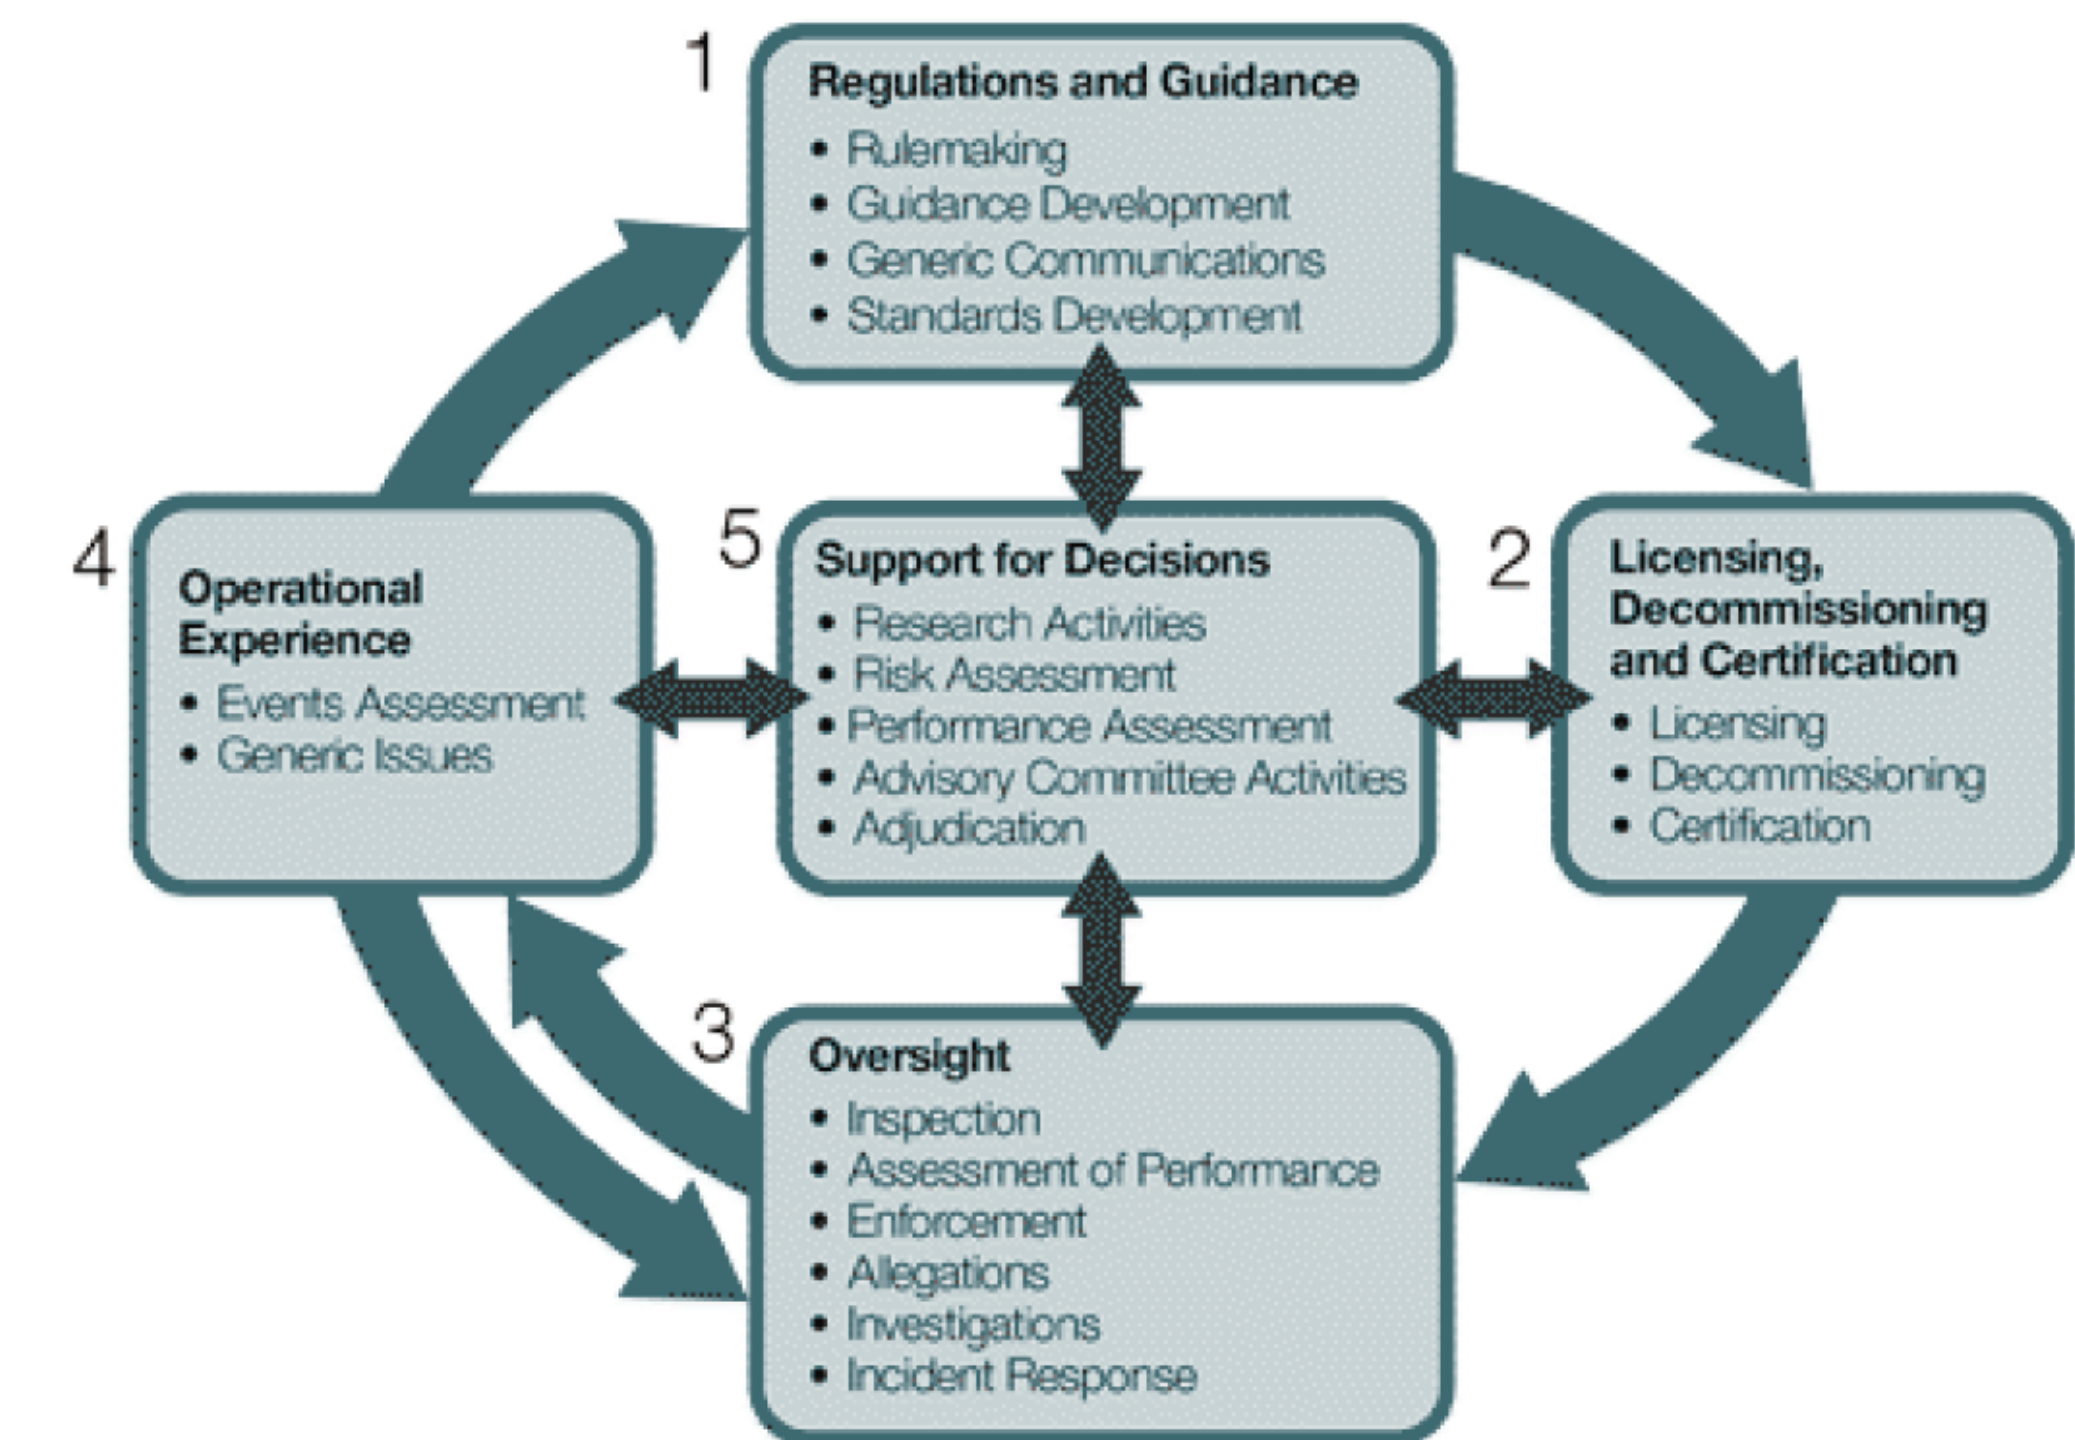 1
Regulations and Guidance
• Rulemaking
• Guidance Development
• Generic Communications
• Standards Development
4
Operational
Experience
• Events Assessment
• Generic Issues
5
Support for Decisions
• Research Activities
• Risk Assessment
• Performance Assessment
• Advisory Committee Activities
• Adjudication
2
Licensing,
Decommissioning
and Certification
• Licensing
• Decommissioning
• Certification
3
Oversight
• Inspection
• Assessment of Performance
• Enforcement
• Allegations
• Investigations
• Incident Response